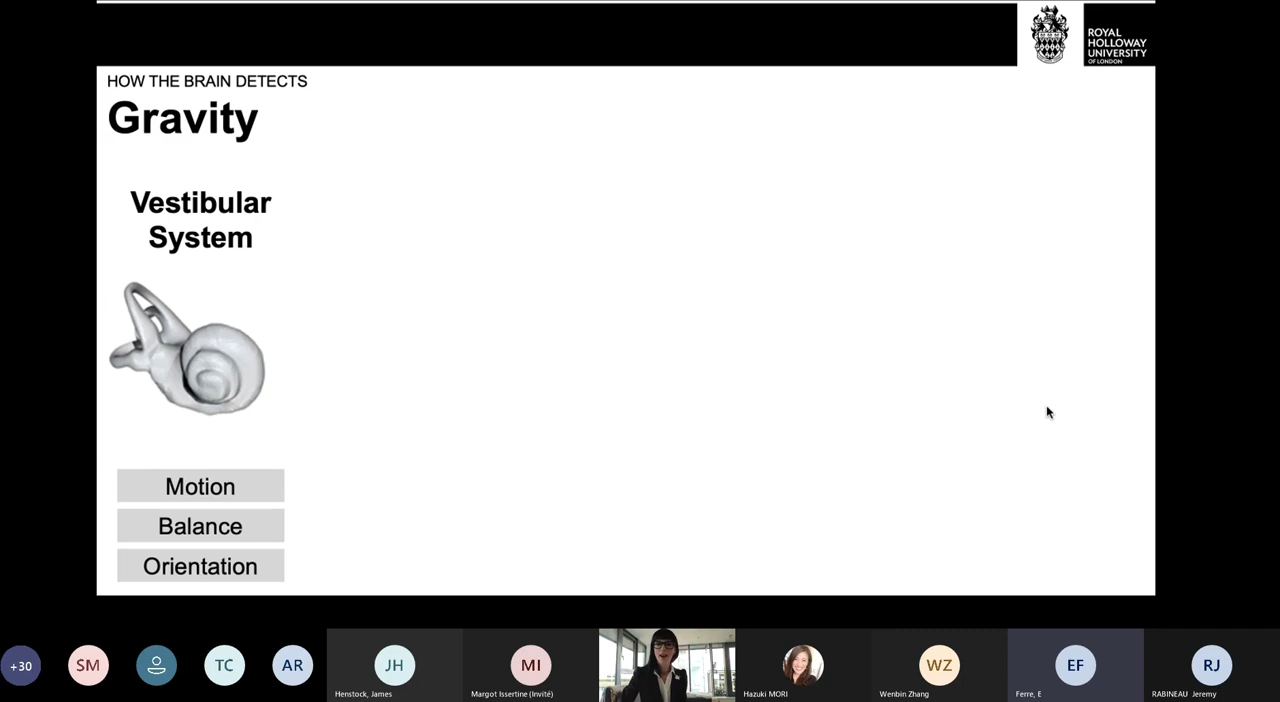 ROYAL
HOLLOWAY
UNIVERSITY
OF LONDON
HOW THE BRAIN DETECTS
Gravity
Vestibular
System
Motion
Balance
Orientation
+30
SM
TC
AR
JH
Henstock, James
MI
Margot Issertine (Invité)
Hazuki MORI
WZ
Wenbin Zhang
EF
Ferre, E
RJ
RABINEAU Jeremy